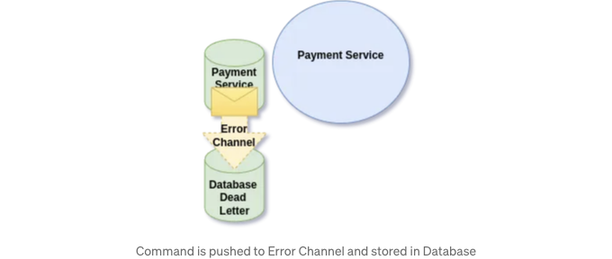 Payment
Service
Payment Service
Error
Channel
Database
Dead
Letter
Command is pushed to Error Channel and stored in Database